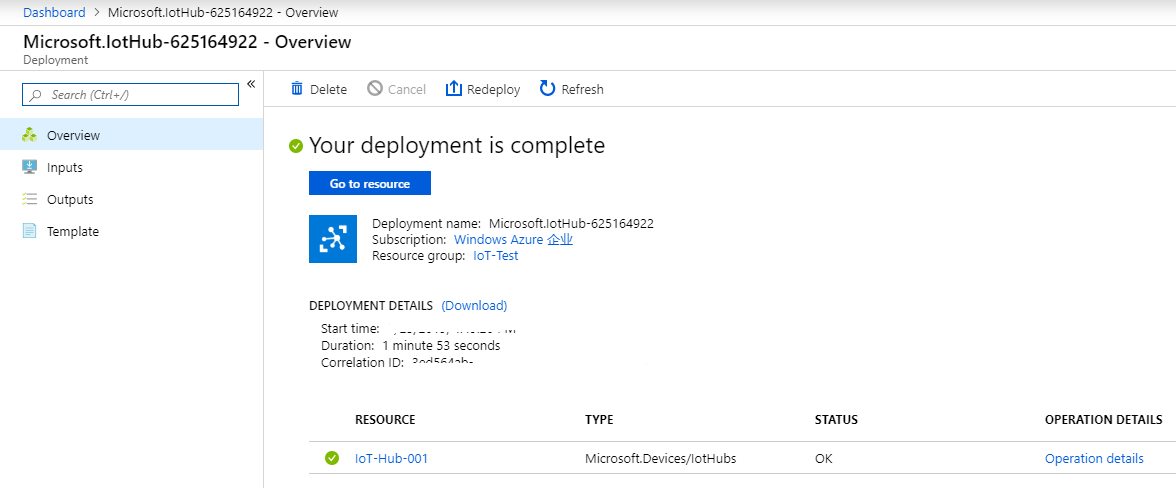 Dashboard > Microsoft.IotHub-625164922 - Overview
Microsoft.IotHub-625164922 - Overview
Deployment
Search (Ctrl+/)
«
Delete Cancel Redeploy Refresh
Overview
Inputs
Outputs
Template
Your deployment is complete
Go to resource
Deployment name: Microsoft.IotHub-625164922
Subscription: Windows Azure 企业
Resource group: IoT-Test
DEPLOYMENT DETAILS (Download)
Start time:
Duration: 1 minute 53 seconds
Correlation ID:
RESOURCE TYPE STATUS OPERATION DETAILS
IoT-Hub-001 Microsoft.Devices/IotHubs OK Operation details